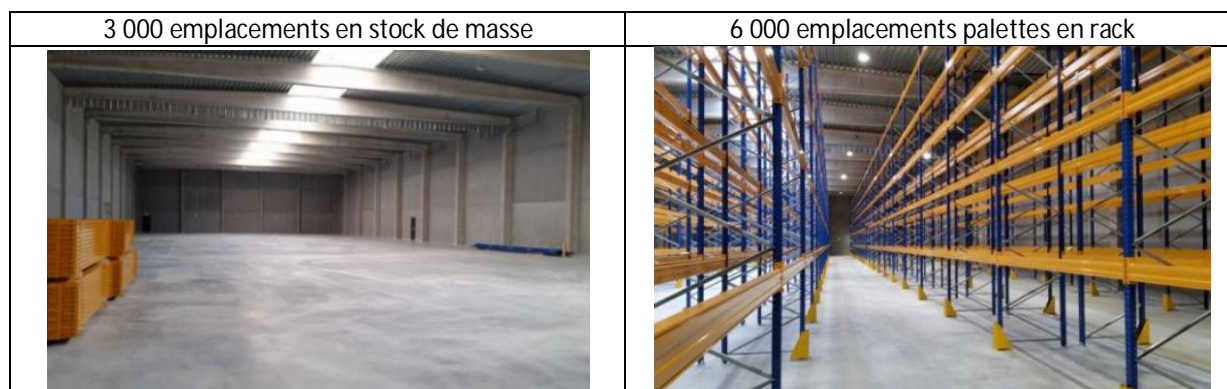 3 000 emplacements en stock de masse
6 000 emplacements palettes en rack